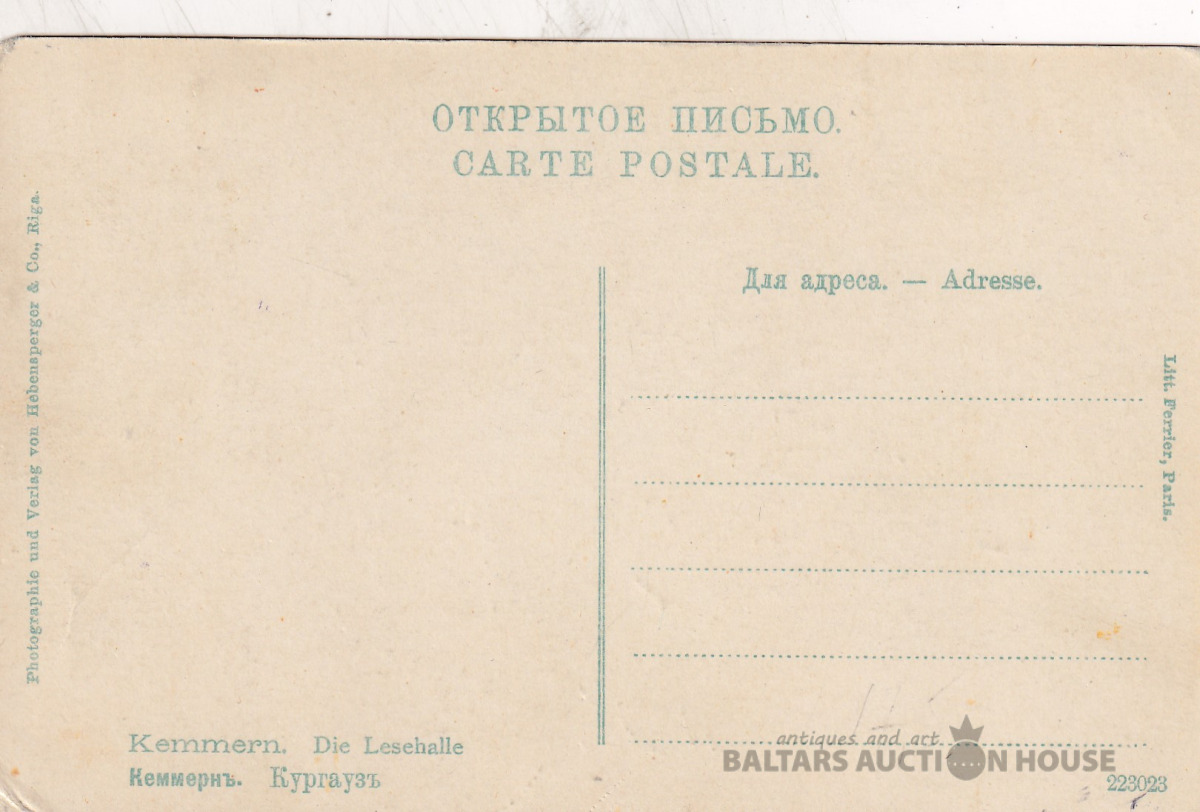 ОТКРЫТОЕ ПИСЬМО.
CARTE POSTALE.
Photographie und Verlag von Hebensperger & Co., Riga.
Для адреса. — Adresse.
Litt. Ferrier, Paris.
Kemmern. Die Lesehalle
Кеммернъ. Кургаузъ
antiques and art
BALTARS AUCTION HOUSE
223023